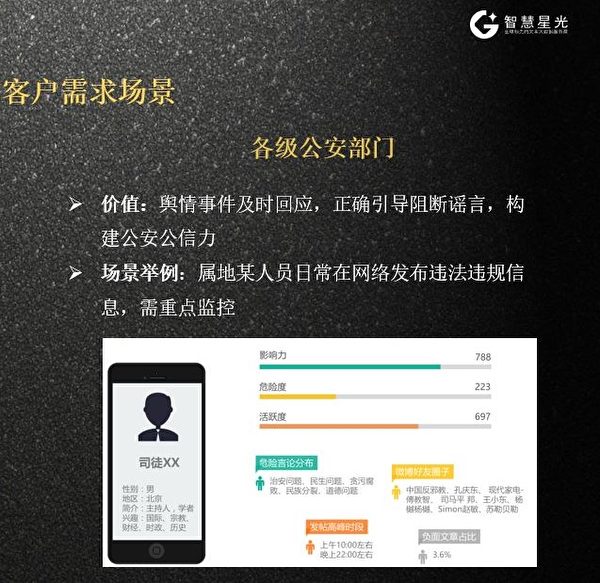 智慧星光
客户需求场景
各级公安部门
➤ 价值：舆情事件及时回应，正确引导阻断谣言，构
建公安公信力
➤ 场景举例：属地某人员日常在网络发布违法违规信
息，需重点监控
司徒XX
性别：男
地区：北京
简介：主持人，学者
兴趣：国际、宗教、
财经、时政、历史
影响力 788
危险度 223
活跃度 697
危险言论分布
治安问题、民生问题、贪污腐
败、民族分裂、道德问题
微博好友圈子
中国反邪教、孔庆东、现代家电-
傅教智、司马平邦、王小东、杨
樾杨樾、Simon赵敏、苏勒贝勒
发帖高峰时段
上午10:00左右
晚上22:00左右
负面文章占比
3.6%